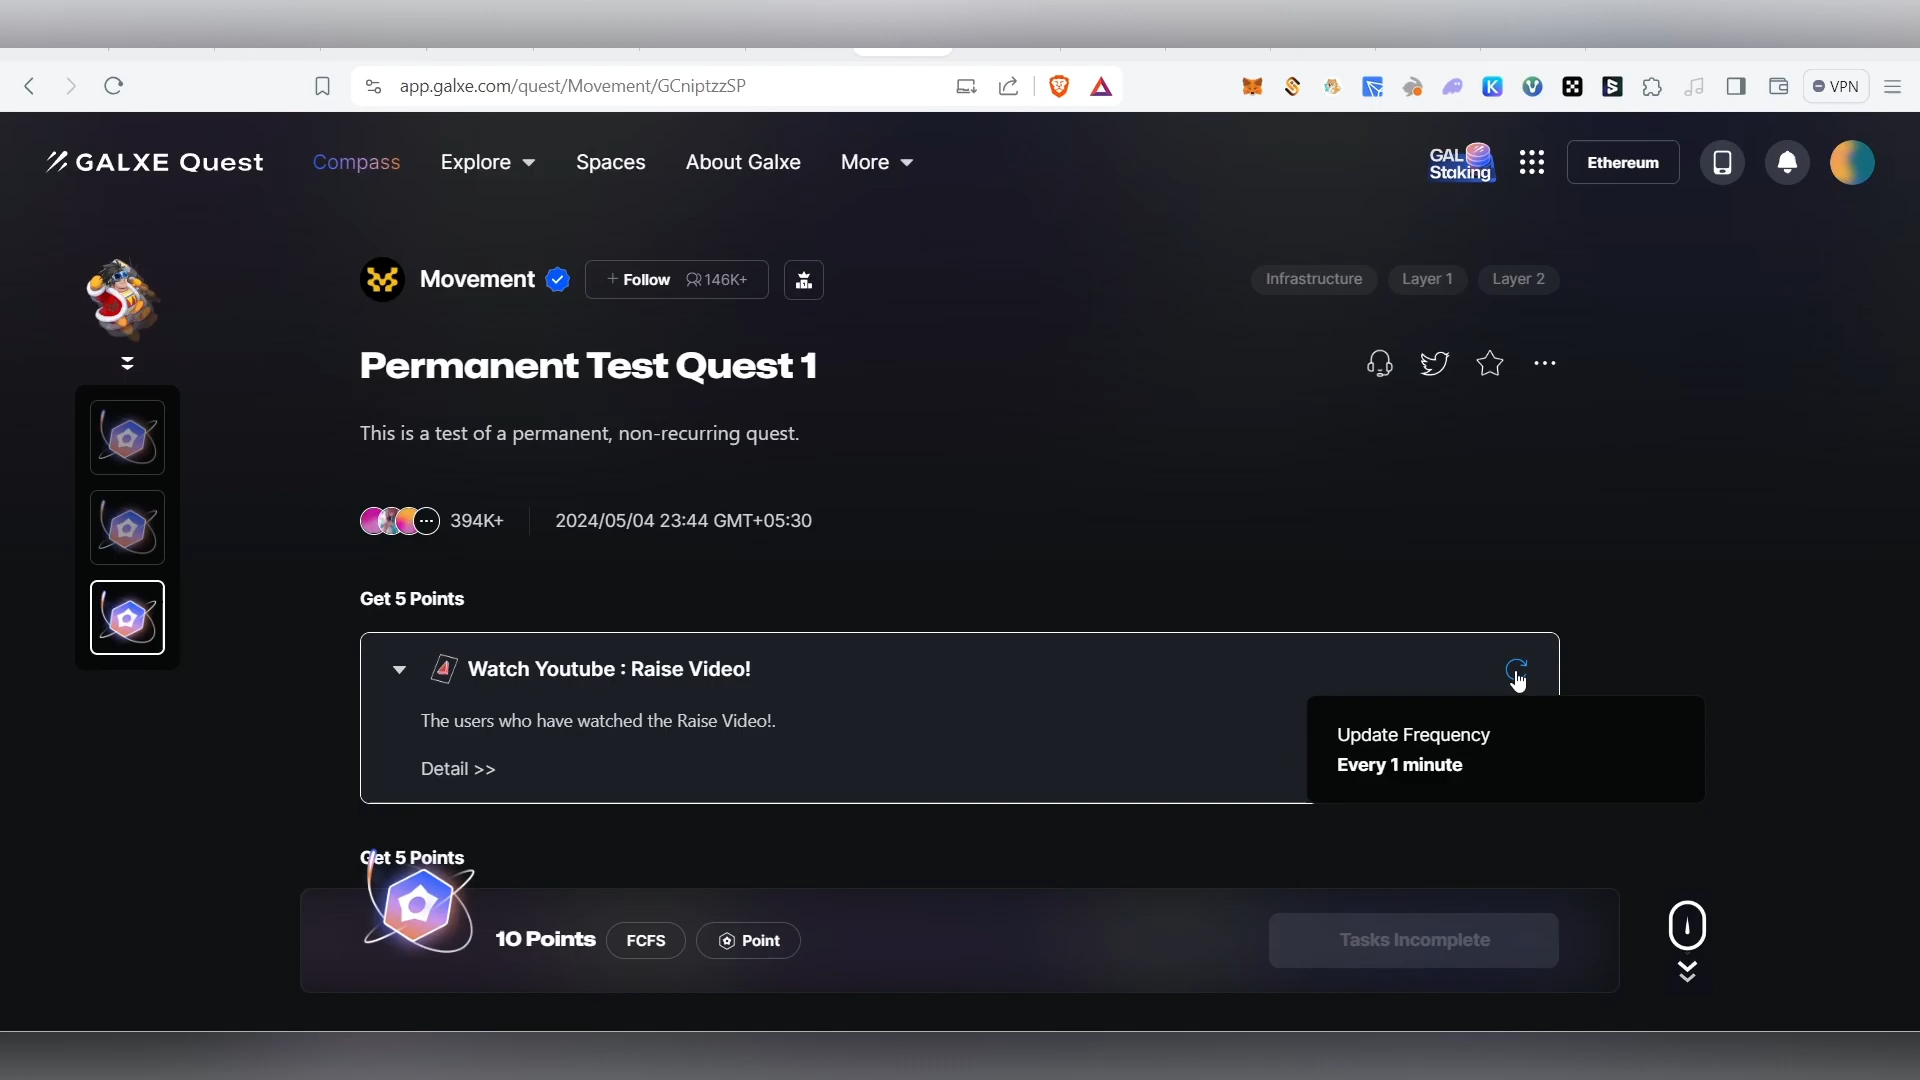 app.galxe.com/quest/Movement/GCniptzzSP
VPN
GALXE Quest
Compass
Explore
Spaces
About Galxe
More
GAL
Staking
Ethereum
Movement
+ Follow 146K+
Infrastructure
Layer 1
Layer 2
Permanent Test Quest 1
This is a test of a permanent, non-recurring quest.
394K+
2024/05/04 23:44 GMT+05:30
Get 5 Points
Watch Youtube : Raise Video!
The users who have watched the Raise Video!.
Detail >>
Update Frequency
Every 1 minute
Get 5 Points
10 Points
FCFS
Point
Tasks Incomplete